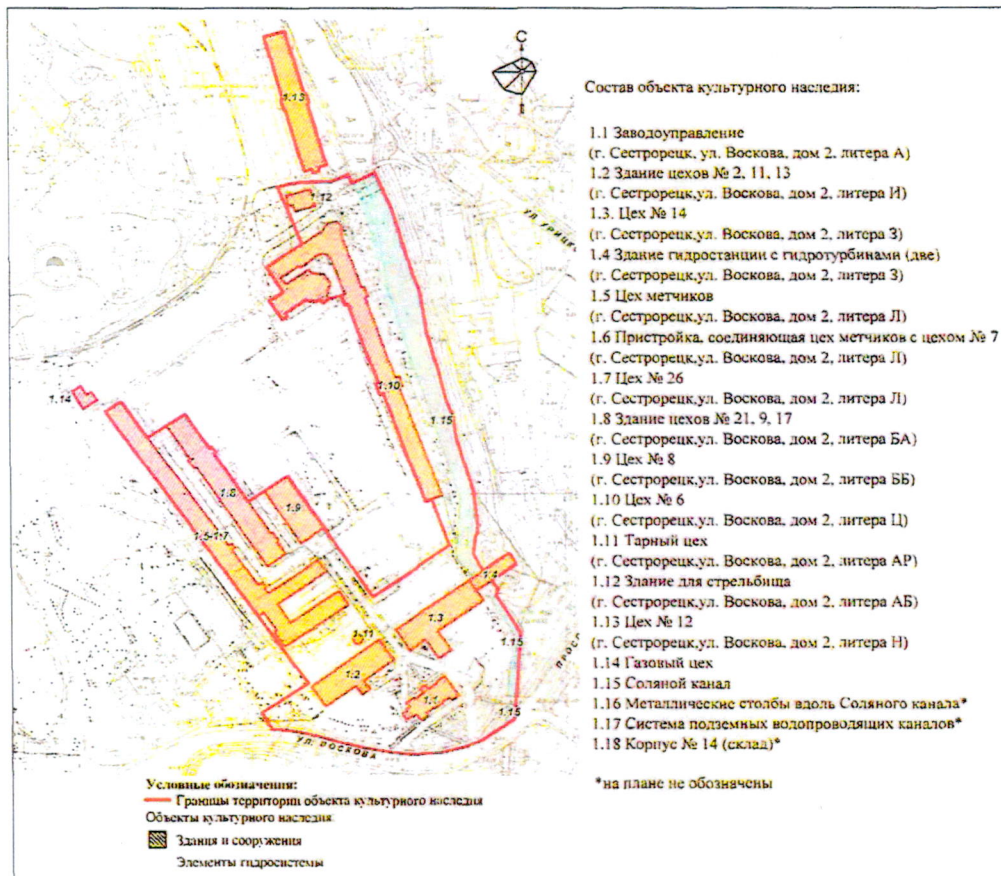 С
Состав объекта культурного наследия:
1.1 Заводоуправление
(г. Сестрорецк, ул. Воскова, дом 2, литера А)
1.2 Здание цехов № 2, 11, 13
(г. Сестрорецк,ул. Воскова, дом 2, литера И)
1.3. Цех № 14
(г. Сестрорецк,ул. Воскова, дом 2, литера З)
1.4 Здание гидростанции с гидротурбинами (две)
(г. Сестрорецк,ул. Воскова, дом 2, литера З)
1.5 Цех метчиков
(г. Сестрорецк,ул. Воскова, дом 2, литера Л)
1.6 Пристройка, соединяющая цех метчиков с цехом № 7
(г. Сестрорецк,ул. Воскова, дом 2, литера Л)
1.7 Цех № 26
(г. Сестрорецк,ул. Воскова, дом 2, литера Л)
1.8 Здание цехов № 21, 9, 17
(г. Сестрорецк,ул. Воскова, дом 2, литера БА)
1.9 Цех № 8
(г. Сестрорецк,ул. Воскова, дом 2, литера ББ)
1.10 Цех № 6
(г. Сестрорецк,ул. Воскова, дом 2, литера Ц)
1.11 Тарный цех
(г. Сестрорецк,ул. Воскова, дом 2, литера АР)
1.12 Здание для стрельбища
(г. Сестрорецк,ул. Воскова, дом 2, литера АБ)
1.13 Цех № 12
(г. Сестрорецк,ул. Воскова, дом 2, литера Н)
1.14 Газовый цех
1.15 Соляной канал
1.16 Металлические столбы вдоль Соляного канала*
1.17 Система подземных водопроводящих каналов*
1.18 Корпус № 14 (склад)*
*на плане не обозначены
1.13
1.12
1.10
1.15
1.14
1.8
1.9
1.5-1.7
1.4
1.3
1.11
1.15
1.2
1.1
1.15
УЛ. ВОСКОВА
Условные обозначения:
Границы территории объекта культурного наследия
Объекты культурного наследия
Здания и сооружения
Элементы гидросистемы